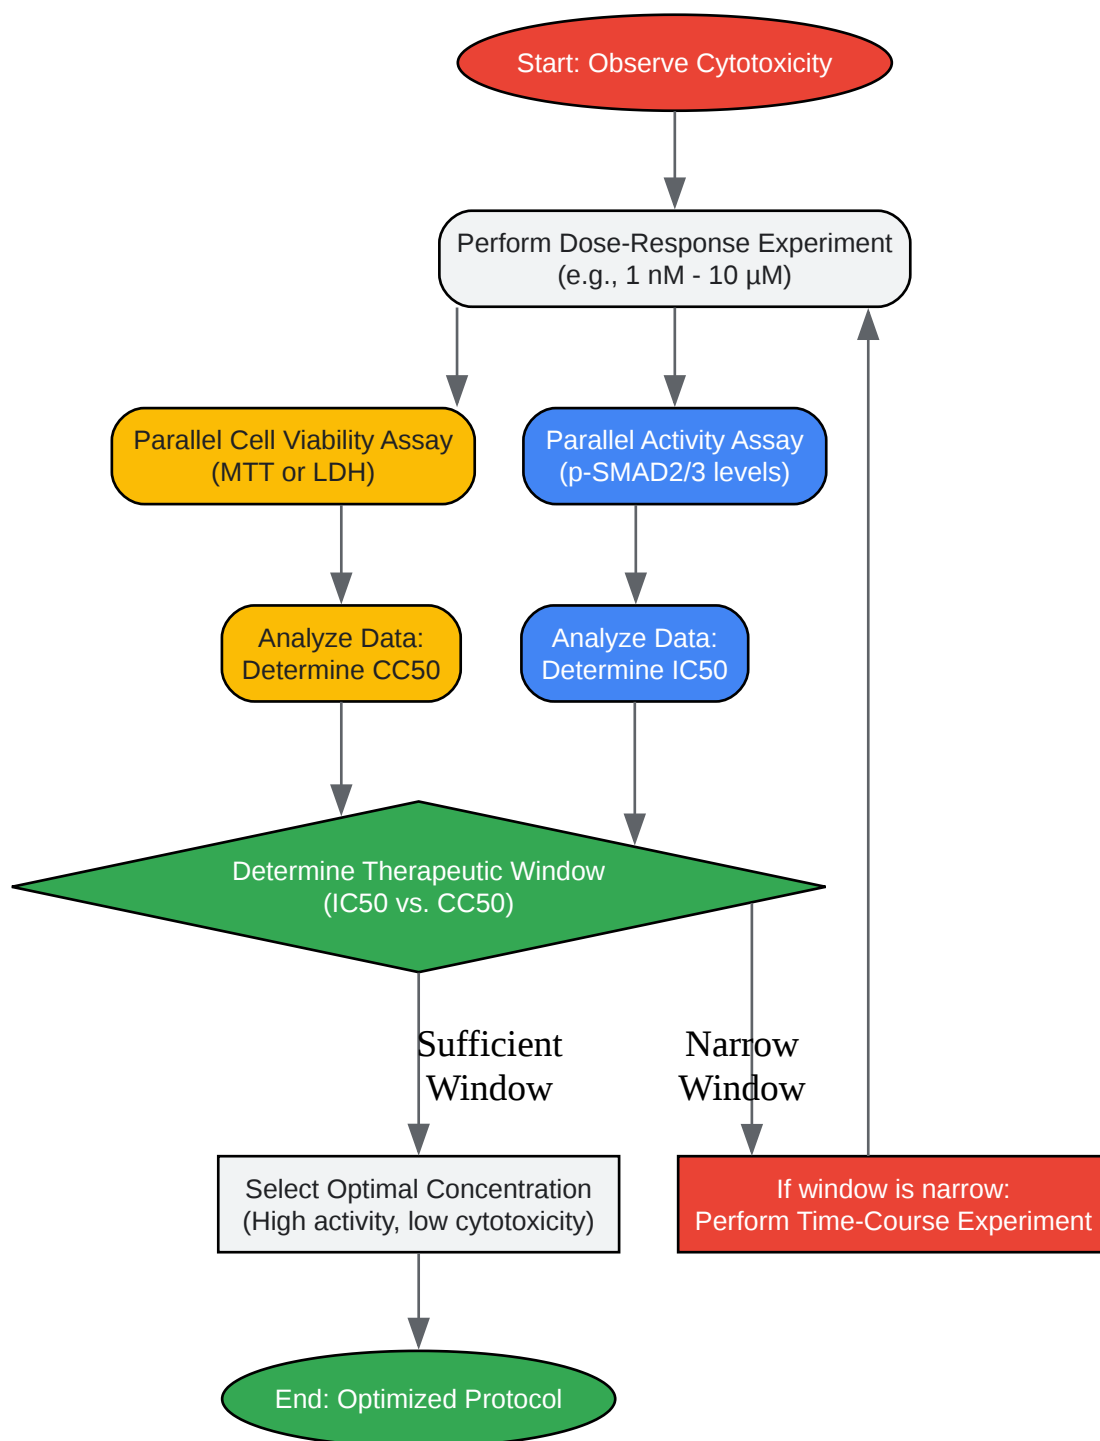 Start: Observe Cytotoxicity
Perform Dose-Response Experiment
(e.g., 1 nM - 10 µM)
Parallel Cell Viability Assay
(MTT or LDH)
Parallel Activity Assay
(p-SMAD2/3 levels)
Analyze Data:
Determine CC50
Analyze Data:
Determine IC50
Determine Therapeutic Window
(IC50 vs. CC50)
Sufficient
Window
Narrow
Window
Select Optimal Concentration
(High activity, low cytotoxicity)
If window is narrow:
Perform Time-Course Experiment
End: Optimized Protocol